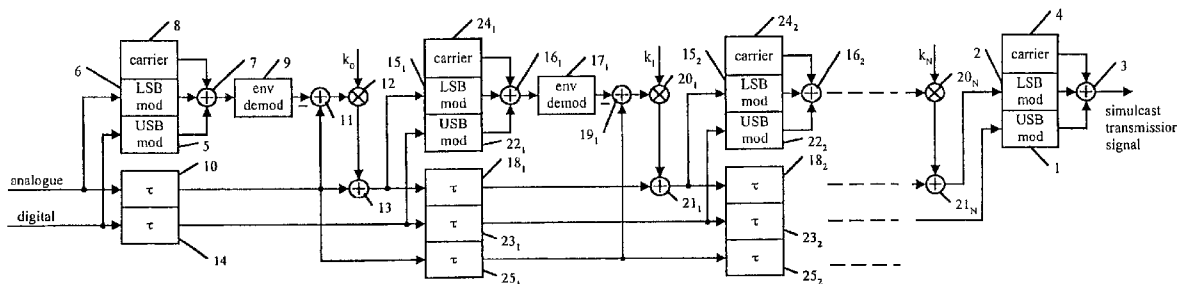 8
carrier
6
LSB
mod
USB
mod
5
7
9
env
demod
11
k₀
12
13
analogue
digital
10
τ
τ
14
24₁
15₁
carrier
LSB
mod
USB
mod
22₁
16₁
17₁
env
demod
19₁
k₁
20₁
21₁
18₁
τ
τ
23₁
τ
25₁
24₂
15₂
carrier
LSB
mod
USB
mod
22₂
16₂
18₂
τ
τ
23₂
τ
25₂
k_N
20_N
21_N
4
2
carrier
LSB
mod
USB
mod
1
3
simulcast
transmission
signal